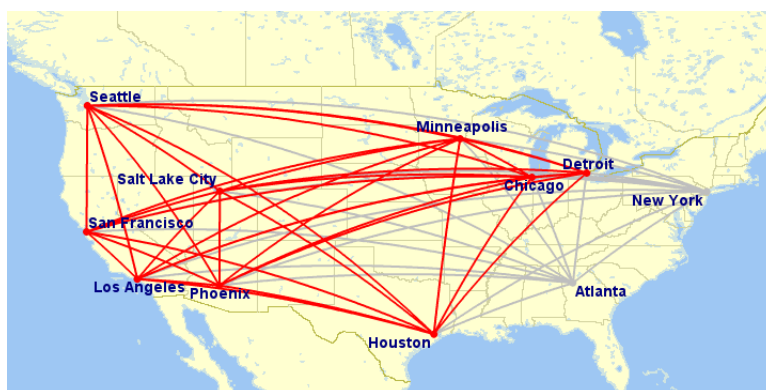 Seattle
Minneapolis
Detroit
Salt Lake City
Chicago
New York
San Francisco
Los Angeles
Phoenix
Atlanta
Houston